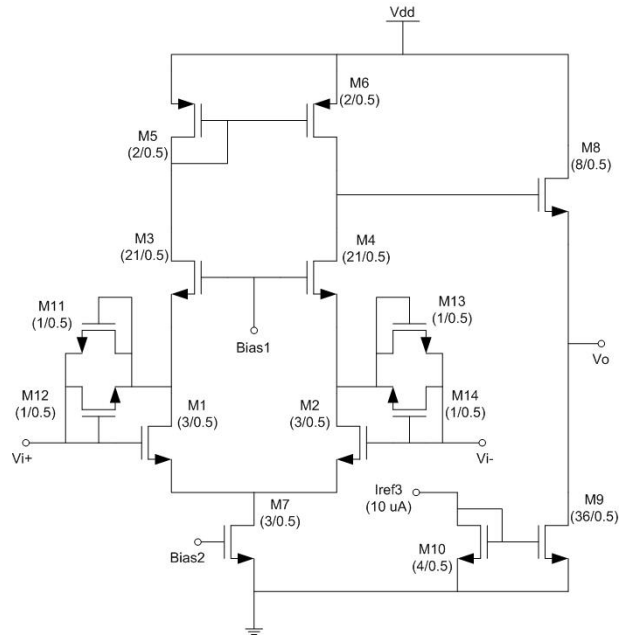 Vdd
M6
(2/0.5)
M5
(2/0.5)
M8
(8/0.5)
M3
(21/0.5)
M4
(21/0.5)
M11
(1/0.5)
M13
(1/0.5)
Bias1
Vo
M12
(1/0.5)
M1
(3/0.5)
M2
(3/0.5)
M14
(1/0.5)
Vi+
Vi-
Iref3
(10 uA)
M7
(3/0.5)
M9
(36/0.5)
Bias2
M10
(4/0.5)